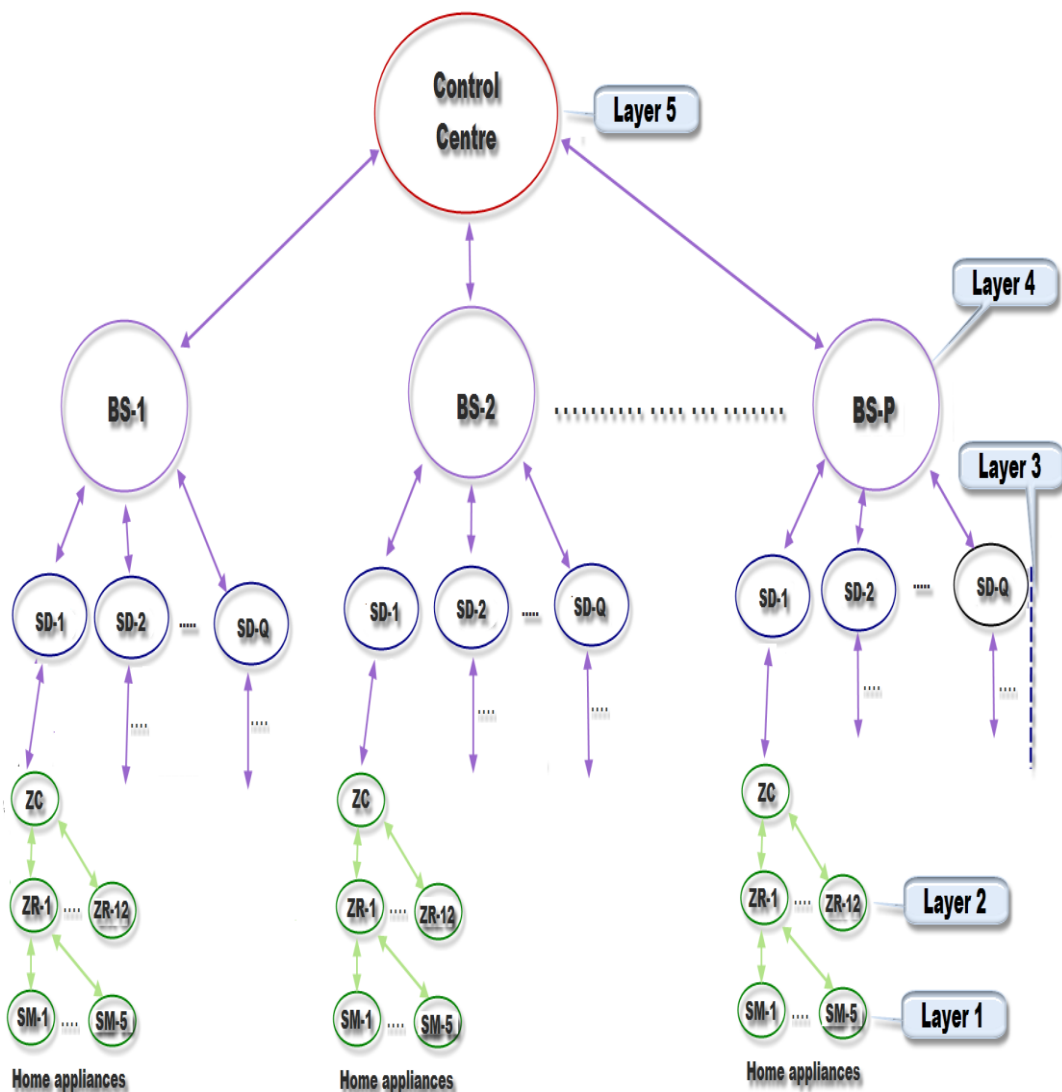 Control
Centre
Layer 5
Layer 4
BS-1
BS-2
.......... .... ... .......
BS-P
Layer 3
SD-1
SD-2
.....
SD-Q
SD-1
SD-2
.....
SD-Q
SD-1
SD-2
.....
SD-Q
....
....
....
....
....
....
ZC
ZC
ZC
ZR-1
....
ZR-12
ZR-1
....
ZR-12
ZR-1
....
ZR-12
Layer 2
SM-1
....
SM-5
SM-1
....
SM-5
SM-1
....
SM-5
Layer 1
Home appliances
Home appliances
Home appliances